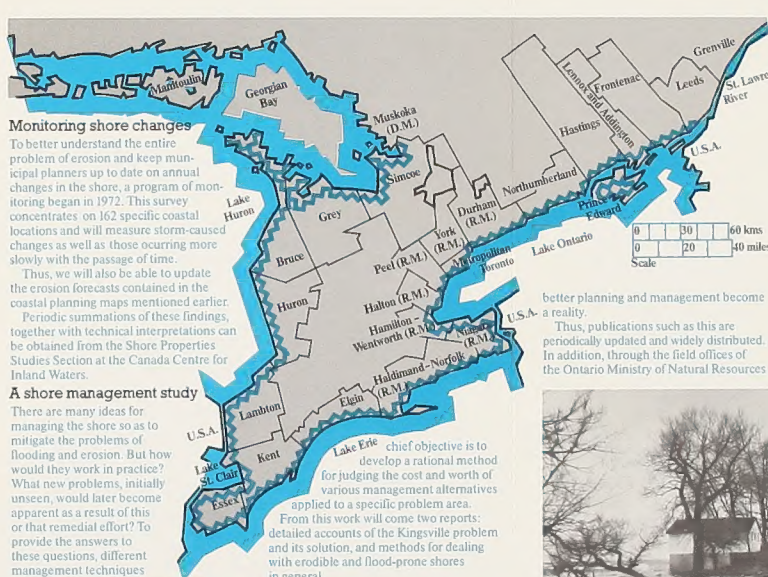 Manitoulin
Georgian
Bay
Muskoka
(D.M.)
Simcoe
Lake
Huron
Grey
Bruce
Huron
Lambton
Kent
Essex
U.S.A.
Lake
St. Clair
Lake Erie
Elgin
Haldimand-Norfolk
(R.M.)
Niagara
(R.M.)
Hamilton-
Wentworth (R.M.)
Halton (R.M.)
Peel (R.M.)
York
(R.M.)
Metropolitan
Toronto
Durham
(R.M.)
Northumberland
Prince
Edward
Hastings
Lennox and Addington
Frontenac
Leeds
Grenville
St. Lawre
River
U.S.A.
Lake Ontario
U.S.A.
0 30 60 kms
0 20 40 miles
Scale
Monitoring shore changes
To better understand the entire
problem of erosion and keep mun-
icipal planners up to date on annual
changes in the shore, a program of mon-
itoring began in 1972. This survey
concentrates on 162 specific coastal
locations and will measure storm-caused
changes as well as those ocurring more
slowly with the passage of time.
Thus, we will also be able to update
the erosion forecasts contained in the
coastal planning maps mentioned earlier.
Periodic summations of these findings,
together with technical interpretations can
be obtained from the Shore Properties
Studies Section at the Canada Centre for
Inland Waters.
A shore management study
There are many ideas for
managing the shore so as to
mitigate the problems of
flooding and erosion. But how
would they work in practice?
What new problems, initially
unseen, would later become
apparent as a result of this
or that remedial effort? To
provide the answers to
these questions, different
management techniques
chief objective is to
develop a rational method
for judging the cost and worth of
various management alternatives
applied to a specific problem area.
From this work will come two reports:
detailed accounts of the Kingsville problem
and its solution, and methods for dealing
with erodible and flood-prone shores
in general.
better planning and management become
a reality.
Thus, publications such as this are
periodically updated and widely distributed.
In addition, through the field offices of
the Ontario Ministry of Natural Resources